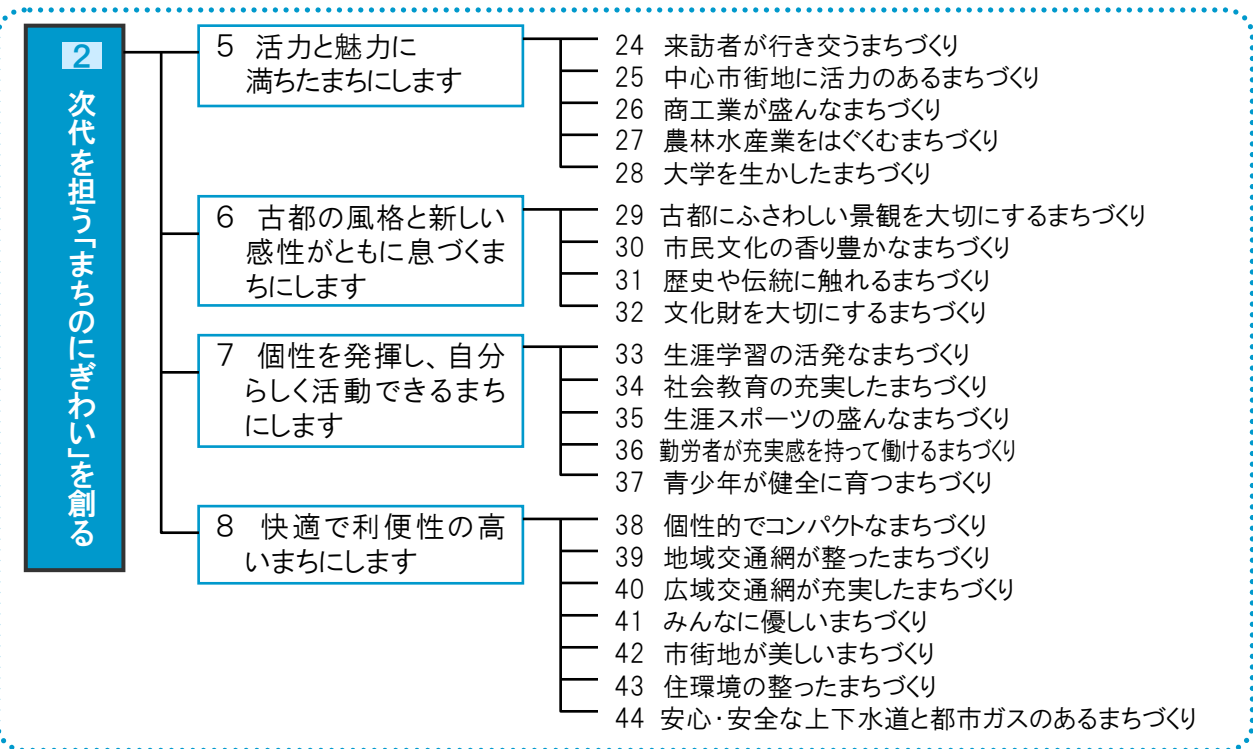 2 次代を担う「まちのにぎわい」を創る
5 活力と魅力に
満ちたまちにします
24 来訪者が行き交うまちづくり
25 中心市街地に活力のあるまちづくり
26 商工業が盛んなまちづくり
27 農林水産業をはぐくむまちづくり
28 大学を生かしたまちづくり
6 古都の風格と新しい
感性がともに息づくま
ちにします
29 古都にふさわしい景観を大切にするまちづくり
30 市民文化の香り豊かなまちづくり
31 歴史や伝統に触れるまちづくり
32 文化財を大切にするまちづくり
7 個性を発揮し、自分
らしく活動できるまち
にします
33 生涯学習の活発なまちづくり
34 社会教育の充実したまちづくり
35 生涯スポーツの盛んなまちづくり
36 勤労者が充実感を持って働けるまちづくり
37 青少年が健全に育つまちづくり
8 快適で利便性の高
いまちにします
38 個性的でコンパクトなまちづくり
39 地域交通網が整ったまちづくり
40 広域交通網が充実したまちづくり
41 みんなに優しいまちづくり
42 市街地が美しいまちづくり
43 住環境の整ったまちづくり
44 安心・安全な上下水道と都市ガスのあるまちづくり